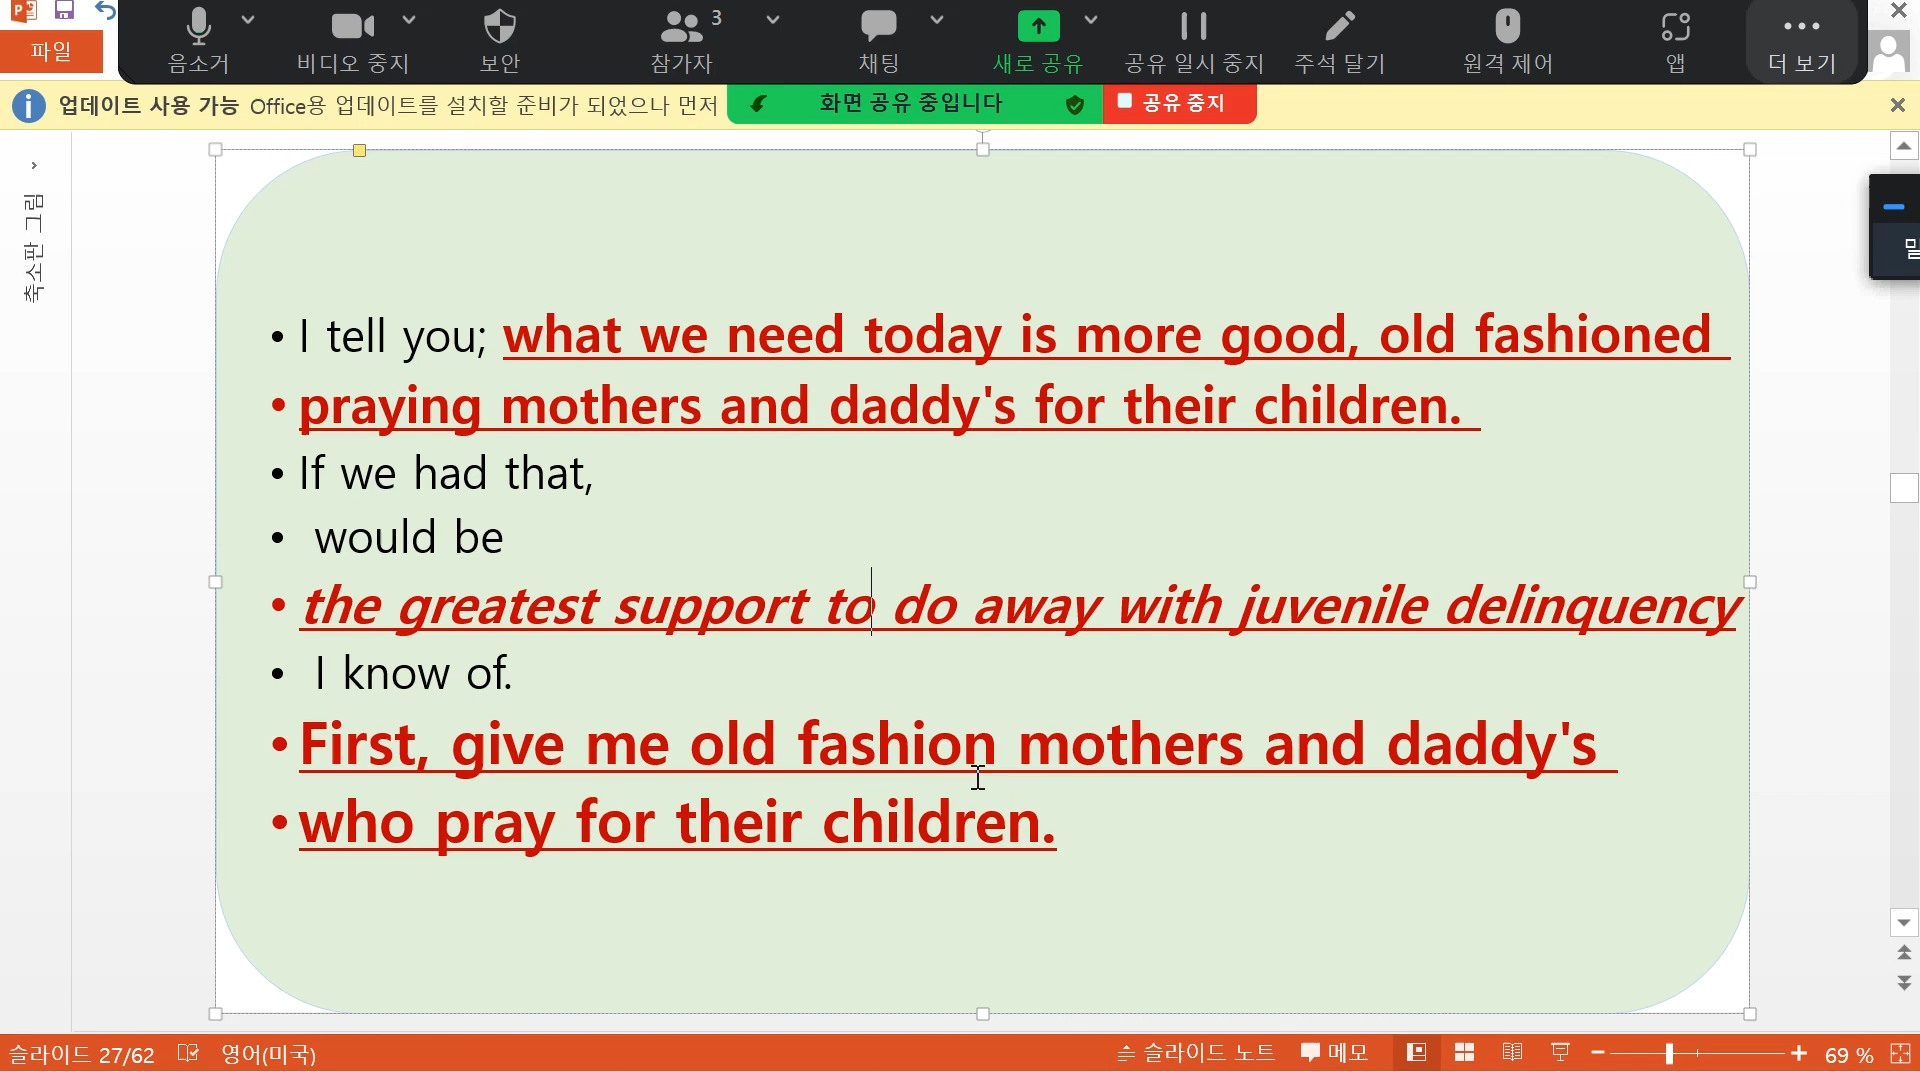 파일
음소거
비디오 중지
보안
참가자
3
채팅
새로 공유
공유 일시 중지
주석 달기
원격 제어
앱
더 보기
업데이트 사용 가능 Office용 업데이트를 설치할 준비가 되었으나 먼저
화면 공유 중입니다
공유 중지
축소판 그림
• I tell you; what we need today is more good, old fashioned
• praying mothers and daddy's for their children.
• If we had that,
• would be
• the greatest support to do away with juvenile delinquency
• I know of.
• First, give me old fashion mothers and daddy's
• who pray for their children.
슬라이드 27/62
영어(미국)
슬라이드 노트
메모
69 %